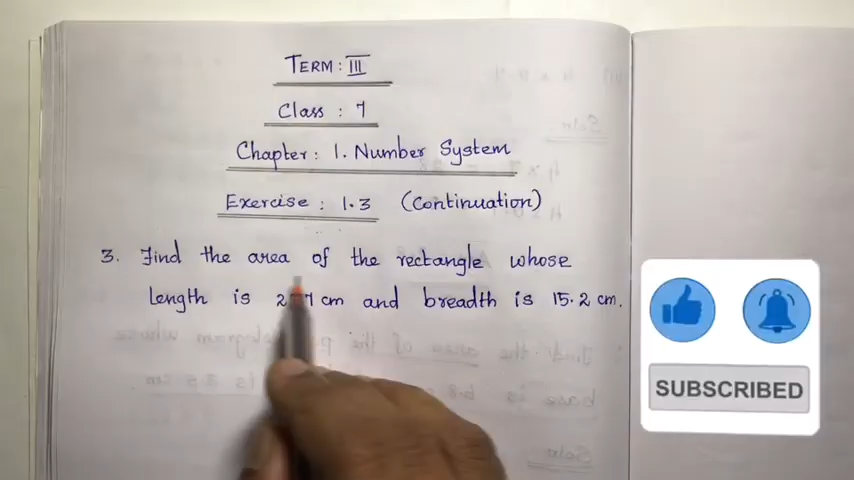 TERM: III
Class : 7
Chapter: 1. Number System
Exercise : 1.3 (Continuation)
3. Find the area of the rectangle whose
length is cm and breadth is 15.2 cm.
SUBSCRIBED